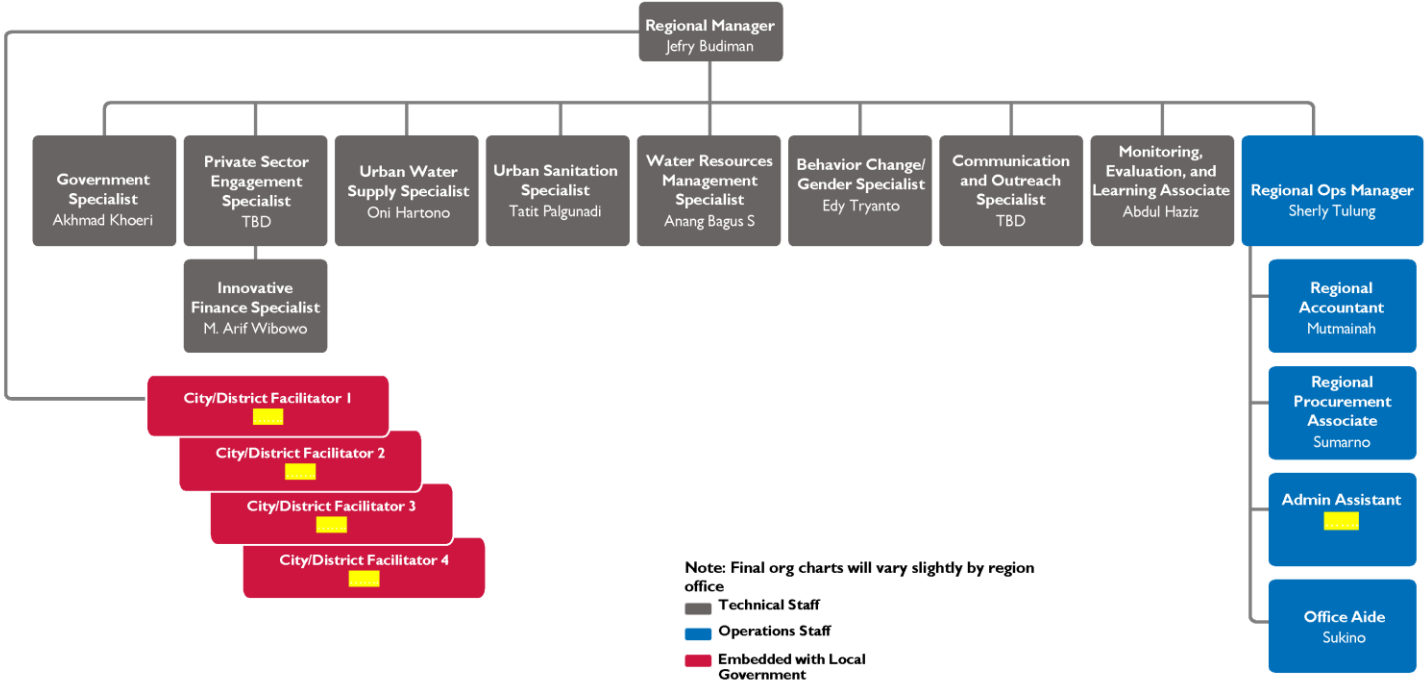 Regional Manager
Jefry Budiman
Government
Specialist
Akhmad Khoeri
Private Sector
Engagement
Specialist
TBD
Urban Water
Supply Specialist
Oni Hartono
Urban Sanitation
Specialist
Tatit Palgunadi
Water Resources
Management
Specialist
Anang Bagus S
Behavior Change/
Gender Specialist
Edy Tryanto
Communication
and Outreach
Specialist
TBD
Monitoring,
Evaluation, and
Learning Associate
Abdul Haziz
Regional Ops Manager
Sherly Tulung
Innovative
Finance Specialist
M. Arif Wibowo
Regional
Accountant
Mutmainah
Regional
Procurement
Associate
Sumarno
Admin Assistant
.......
Office Aide
Sukino
City/District Facilitator 1
......
City/District Facilitator 2
......
City/District Facilitator 3
......
City/District Facilitator 4
......
Note: Final org charts will vary slightly by region
office
Technical Staff
Operations Staff
Embedded with Local
Government